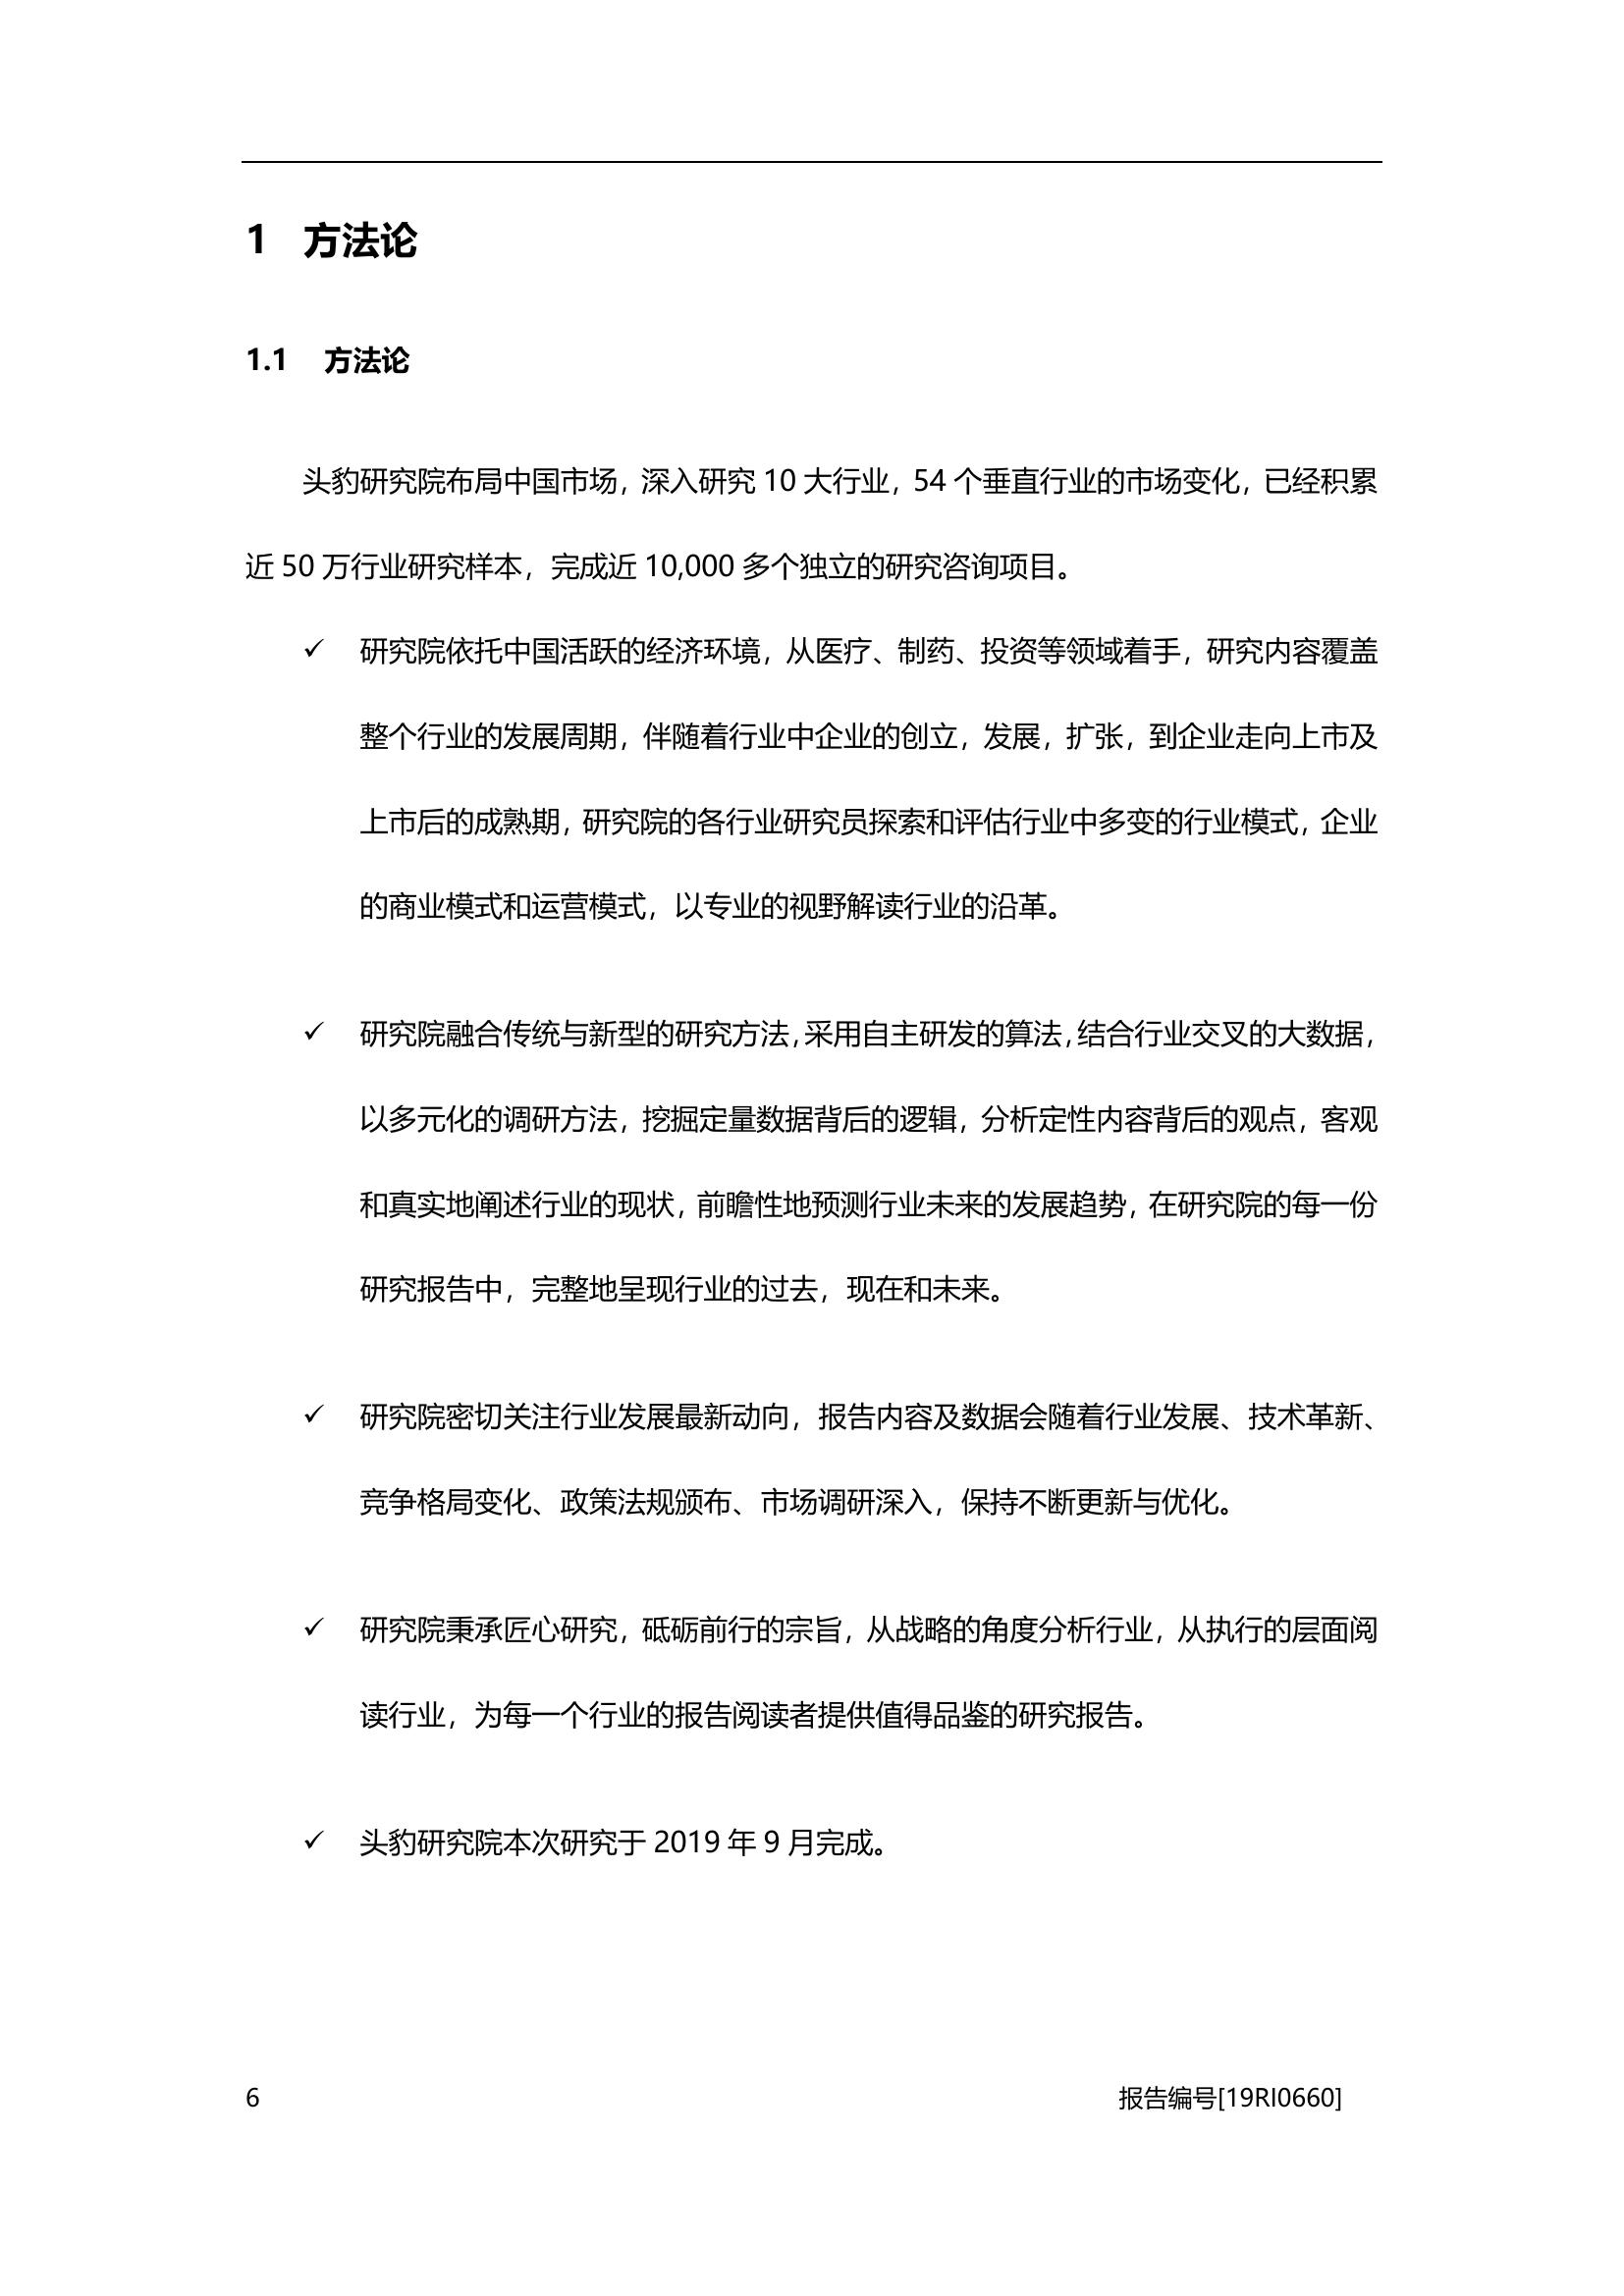 1 方法论
1.1 方法论
头豹研究院布局中国市场，深入研究 10 大行业，54 个垂直行业的市场变化，已经积累
近 50 万行业研究样本，完成近 10,000 多个独立的研究咨询项目。
✓ 研究院依托中国活跃的经济环境，从医疗、制药、投资等领域着手，研究内容覆盖
整个行业的发展周期，伴随着行业中企业的创立，发展，扩张，到企业走向上市及
上市后的成熟期，研究院的各行业研究员探索和评估行业中多变的行业模式，企业
的商业模式和运营模式，以专业的视野解读行业的沿革。
✓ 研究院融合传统与新型的研究方法，采用自主研发的算法，结合行业交叉的大数据，
以多元化的调研方法，挖掘定量数据背后的逻辑，分析定性内容背后的观点，客观
和真实地阐述行业的现状，前瞻性地预测行业未来的发展趋势，在研究院的每一份
研究报告中，完整地呈现行业的过去，现在和未来。
✓ 研究院密切关注行业发展最新动向，报告内容及数据会随着行业发展、技术革新、
竞争格局变化、政策法规颁布、市场调研深入，保持不断更新与优化。
✓ 研究院秉承匠心研究，砥砺前行的宗旨，从战略的角度分析行业，从执行的层面阅
读行业，为每一个行业的报告阅读者提供值得品鉴的研究报告。
✓ 头豹研究院本次研究于 2019 年 9 月完成。
6 报告编号[19RI0660]